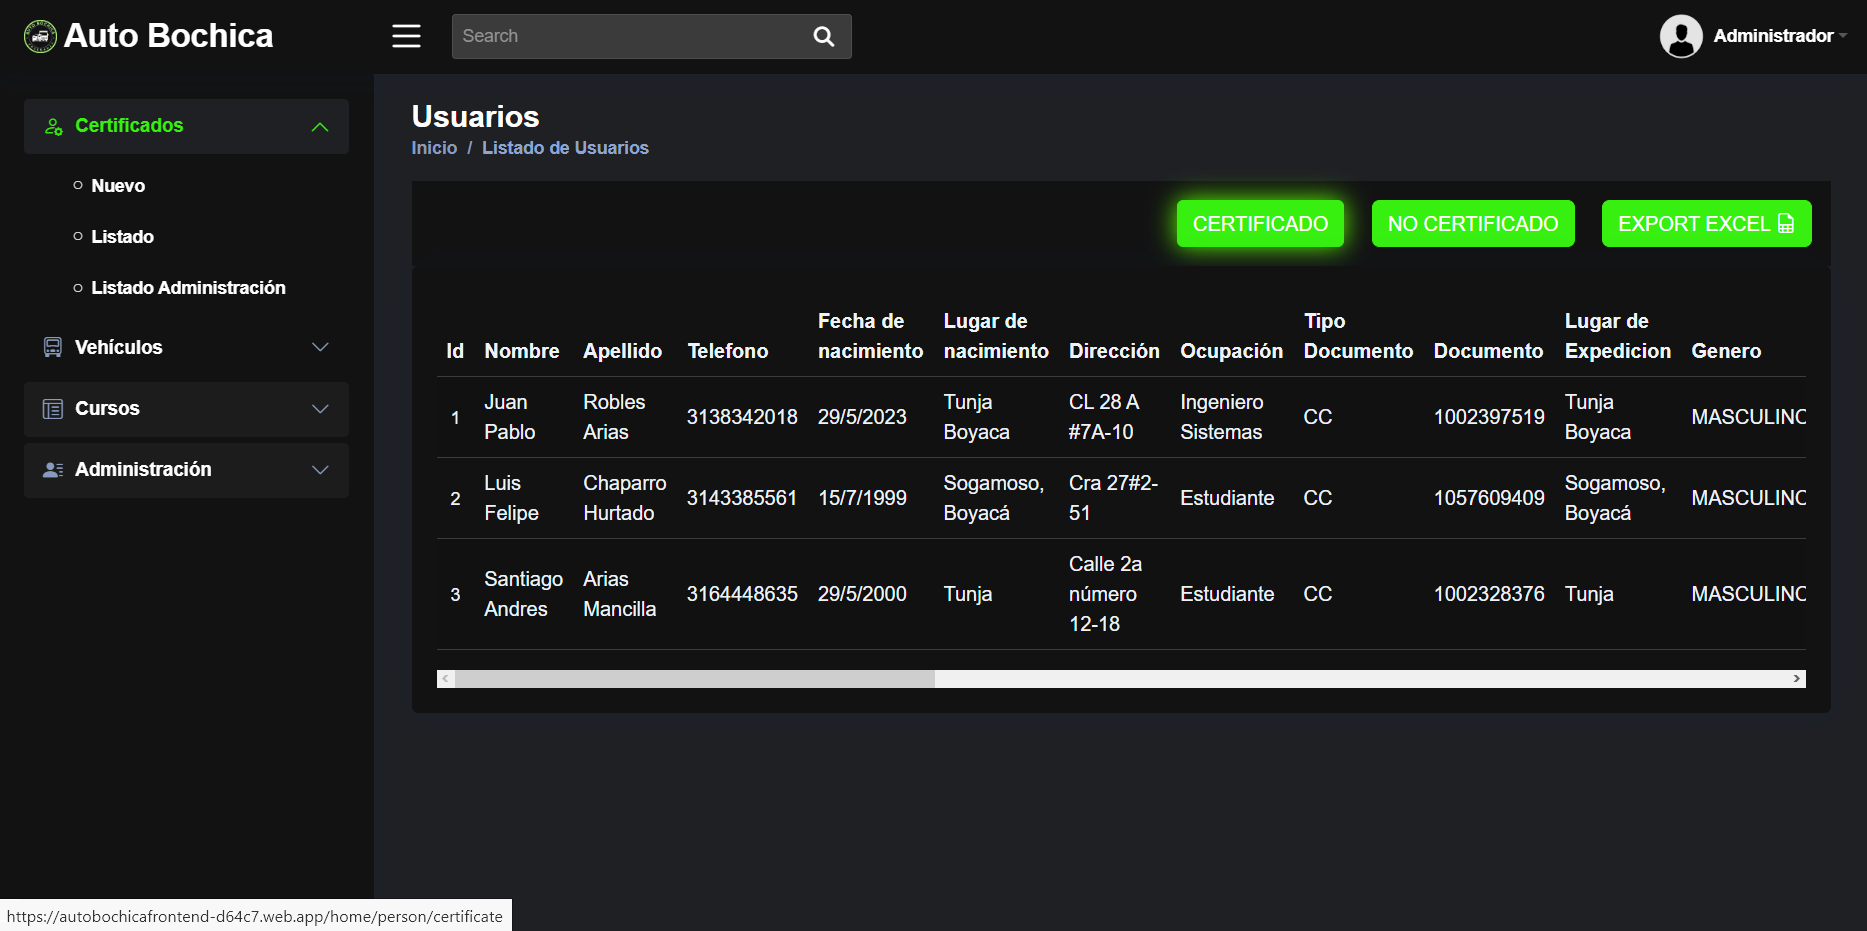 Auto Bochica
Search
Administrador
Certificados
Nuevo
Listado
Listado Administración
Vehículos
Cursos
Administración
Usuarios
Inicio / Listado de Usuarios
CERTIFICADO NO CERTIFICADO EXPORT EXCEL
Id Nombre Apellido Telefono Fecha de nacimiento Lugar de nacimiento Dirección Ocupación Tipo Documento Documento Lugar de Expedicion Genero
1 Juan Pablo Robles Arias 3138342018 29/5/2023 Tunja Boyaca CL 28 A #7A-10 Ingeniero Sistemas CC 1002397519 Tunja Boyaca MASCULINO
2 Luis Felipe Chaparro Hurtado 3143385561 15/7/1999 Sogamoso, Boyacá Cra 27#2-51 Estudiante CC 1057609409 Sogamoso, Boyacá MASCULINO
3 Santiago Andres Arias Mancilla 3164448635 29/5/2000 Tunja Calle 2a número 12-18 Estudiante CC 1002328376 Tunja MASCULINO
https://autobochicafrontend-d64c7.web.app/home/person/certificate